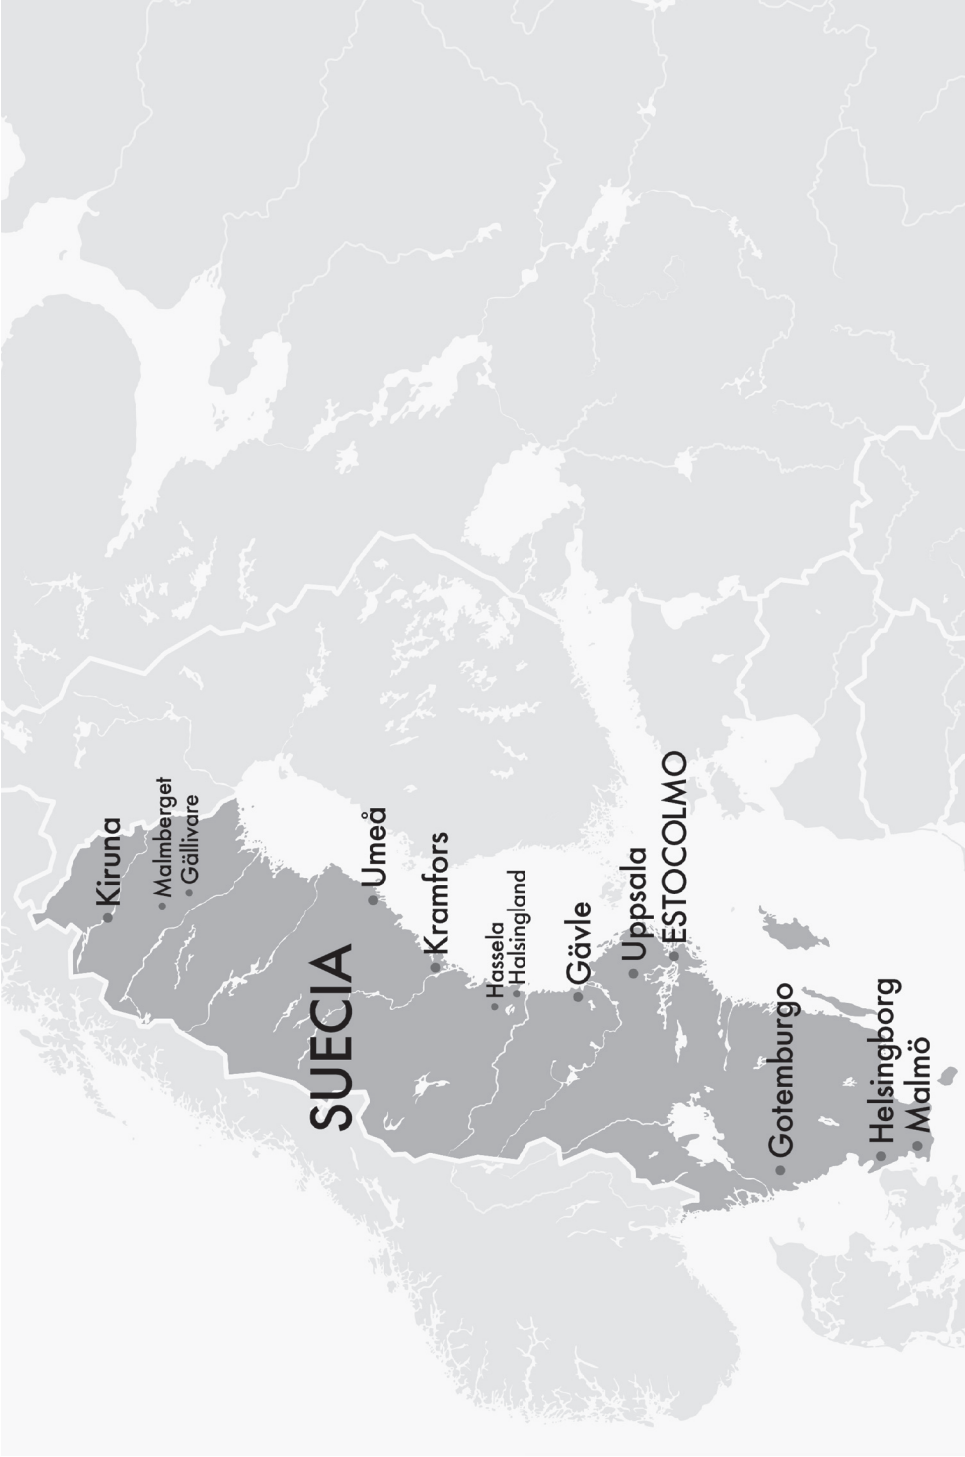 Kiruna
Malmberget
Gällivare
SUECIA
Umeå
Kramfors
Hassela
Halsingland
Gävle
Uppsala
ESTOCOLMO
Gotemburgo
Helsingborg
Malmö